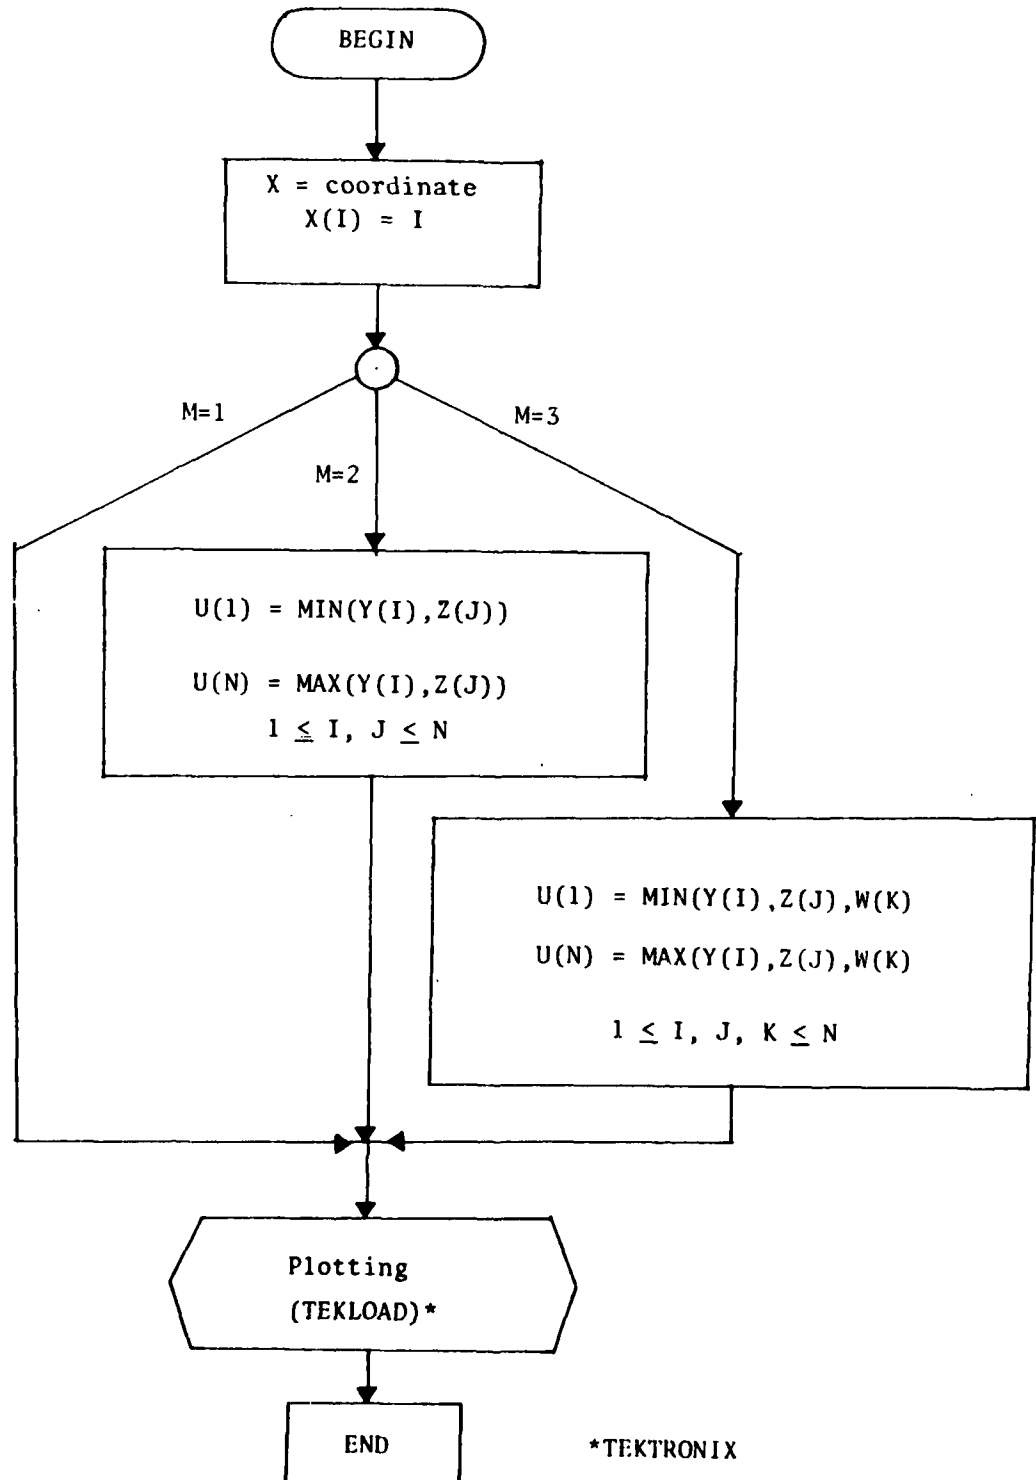 BEGIN
X = coordinate
X(I) = I
M=1
M=3
M=2
U(1) = MIN(Y(I),Z(J))
U(N) = MAX(Y(I),Z(J))
1 ≤ I, J ≤ N
U(1) = MIN(Y(I),Z(J),W(K)
U(N) = MAX(Y(I),Z(J),W(K)
1 ≤ I, J, K ≤ N
Plotting
(TEKLOAD)*
END
*TEKTRONIX